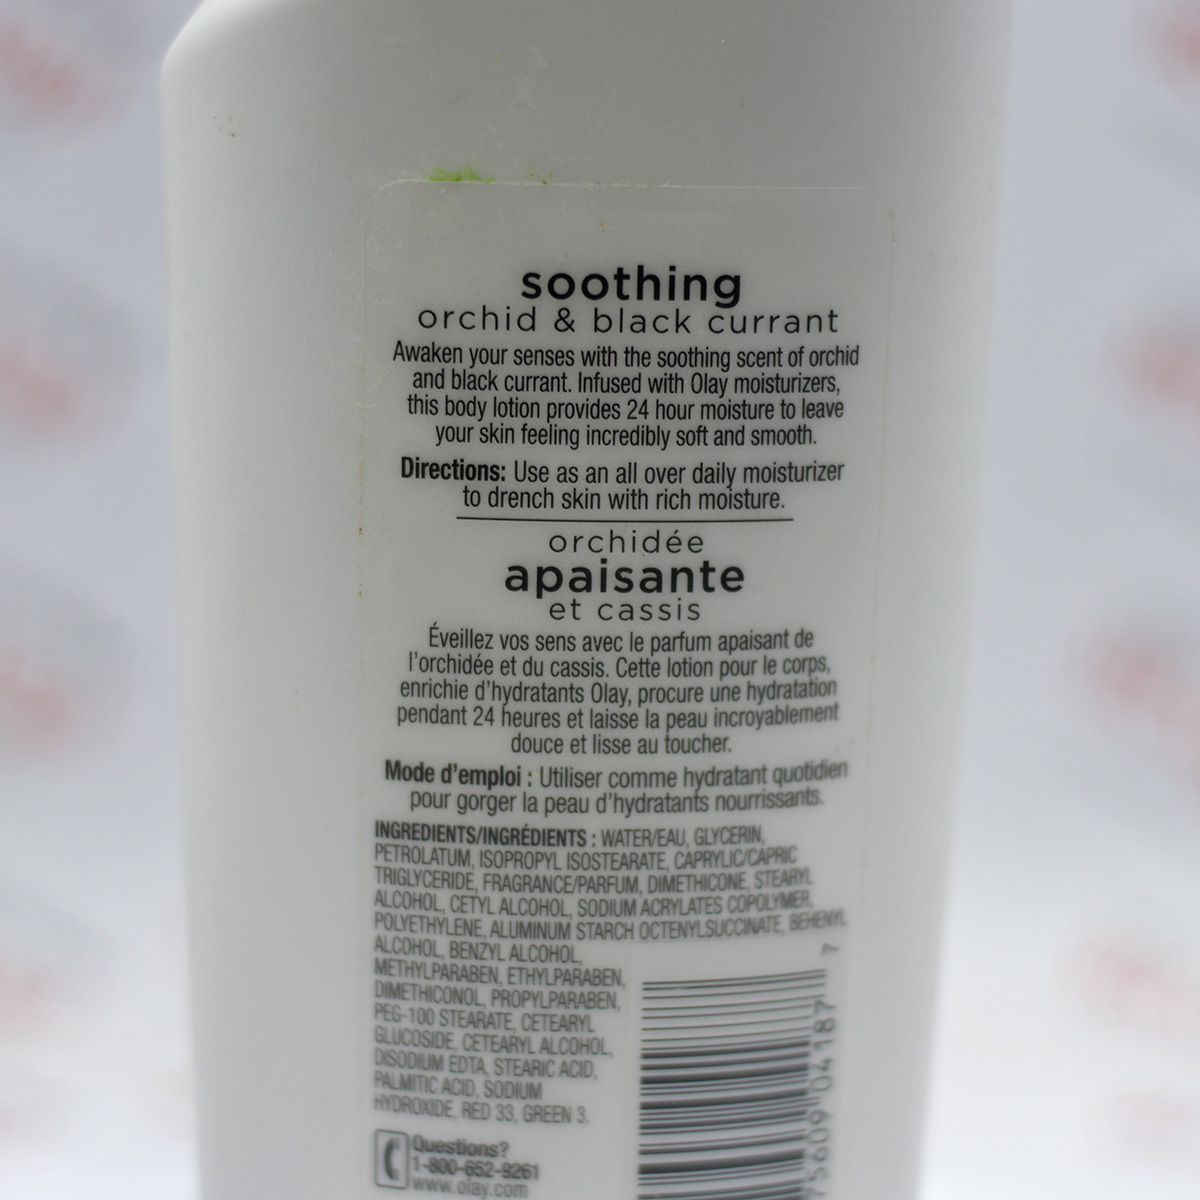 soothing
orchid & black currant
Awaken your senses with the soothing scent of orchid
and black currant. Infused with Olay moisturizers,
this body lotion provides 24 hour moisture to leave
your skin feeling incredibly soft and smooth.
Directions: Use as an all over daily moisturizer
to drench skin with rich moisture.
orchidée
apaisante
et cassis
Éveillez vos sens avec le parfum apaisant de
l'orchidée et du cassis. Cette lotion pour le corps,
enrichie d'hydratants Olay, procure une hydratation
pendant 24 heures et laisse la peau incroyablement
douce et lisse au toucher.
Mode d'emploi : Utiliser comme hydratant quotidien
pour gorger la peau d'hydratants nourrissants.
INGREDIENTS/INGRÉDIENTS : WATER/EAU, GLYCERIN,
PETROLATUM, ISOPROPYL ISOSTEARATE, CAPRYLIC/CAPRIC
TRIGLYCERIDE, FRAGRANCE/PARFUM, DIMETHICONE, STEARYL
ALCOHOL, CETYL ALCOHOL, SODIUM ACRYLATES COPOLYMER,
POLYETHYLENE, ALUMINUM STARCH OCTENYLSUCCINATE, BEHENYL
ALCOHOL, BENZYL ALCOHOL,
METHYLPARABEN, ETHYLPARABEN,
DIMETHICONOL, PROPYLPARABEN,
PEG-100 STEARATE, CETEARYL
GLUCOSIDE, CETEARYL ALCOHOL,
DISODIUM EDTA, STEARIC ACID,
PALMITIC ACID, SODIUM
HYDROXIDE, RED 33, GREEN 3.
Questions?
1-800-652-9261
www.olay.com
75609 04187 7